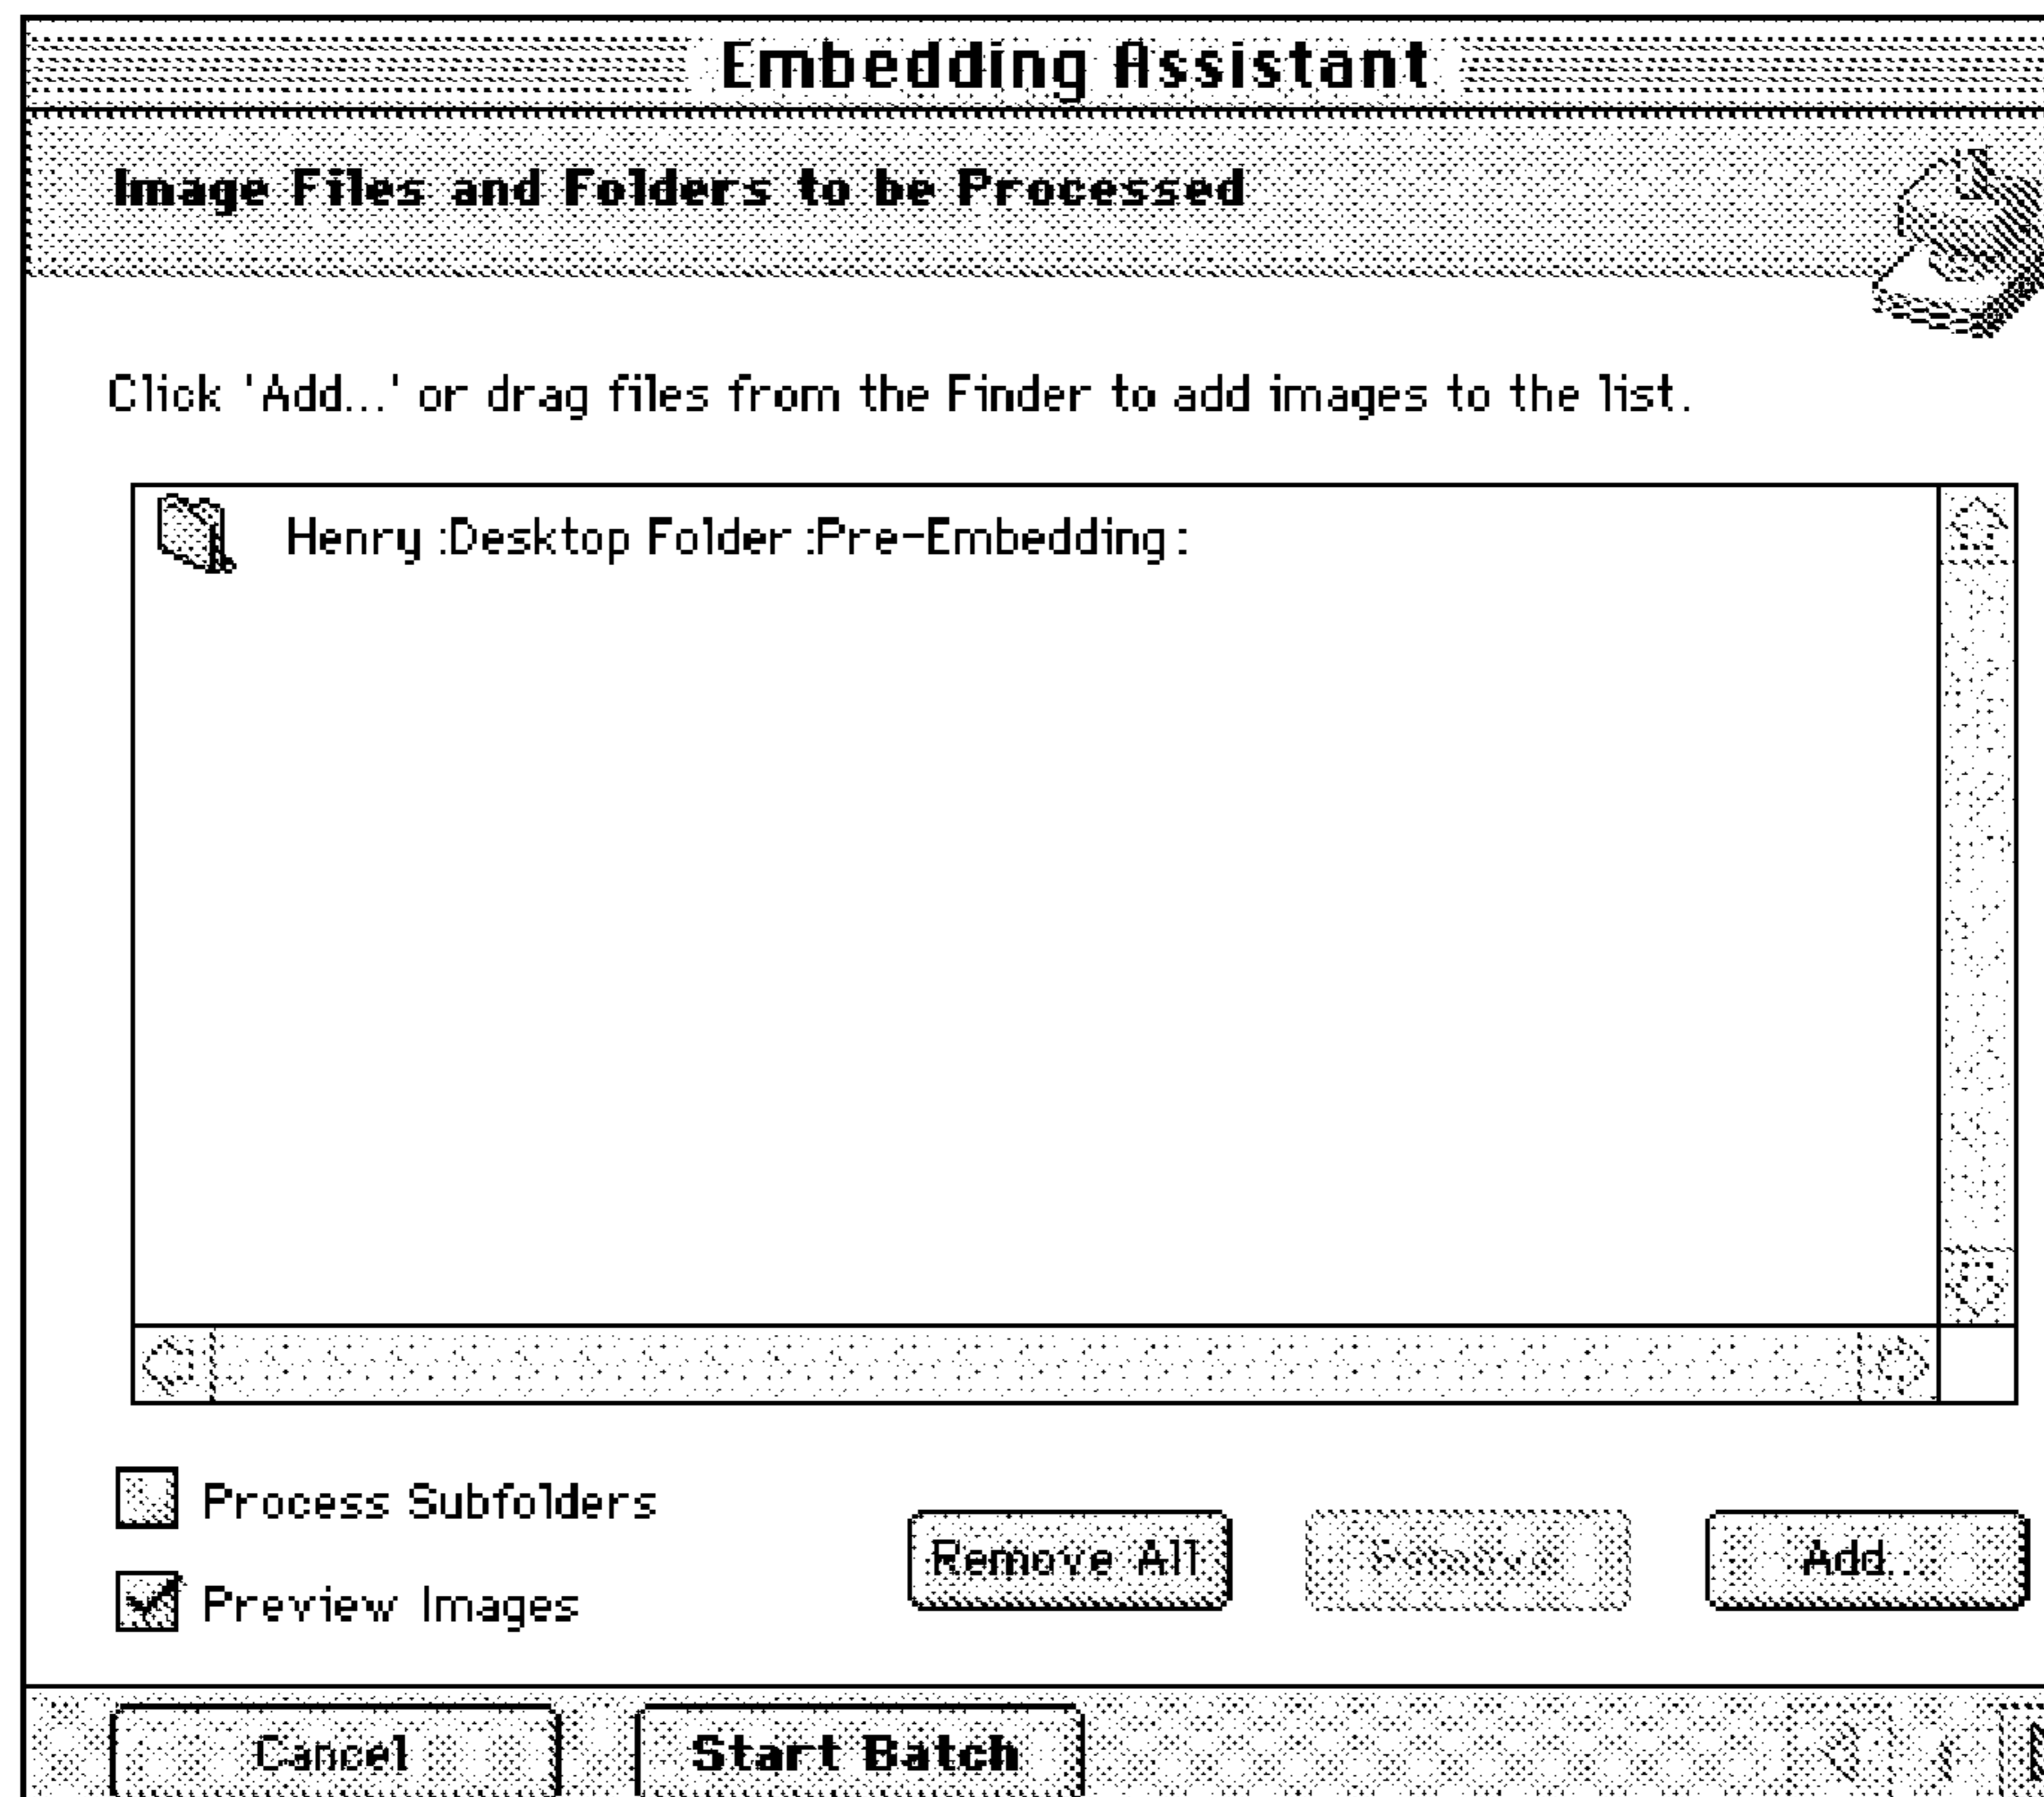 Embedding Assistant
Image Files and Folders to be Processed
Click 'Add...' or drag files from the Finder to add images to the list.
Henry :Desktop Folder :Pre-Embedding :
Process Subfolders
Preview Images
Remove All
Remove
Add...
Cancel
Start Batch